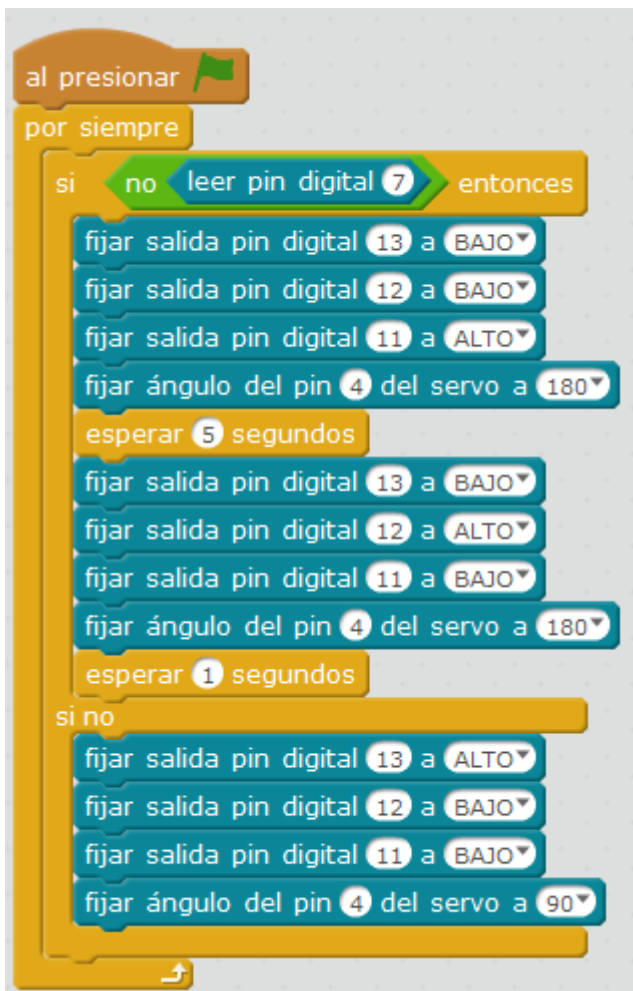 al presionar
por siempre
si no leer pin digital 7 entonces
fijar salida pin digital 13 a BAJO
fijar salida pin digital 12 a BAJO
fijar salida pin digital 11 a ALTO
fijar ángulo del pin 4 del servo a 180
esperar 5 segundos
fijar salida pin digital 13 a BAJO
fijar salida pin digital 12 a ALTO
fijar salida pin digital 11 a BAJO
fijar ángulo del pin 4 del servo a 180
esperar 1 segundos
si no
fijar salida pin digital 13 a ALTO
fijar salida pin digital 12 a BAJO
fijar salida pin digital 11 a BAJO
fijar ángulo del pin 4 del servo a 90